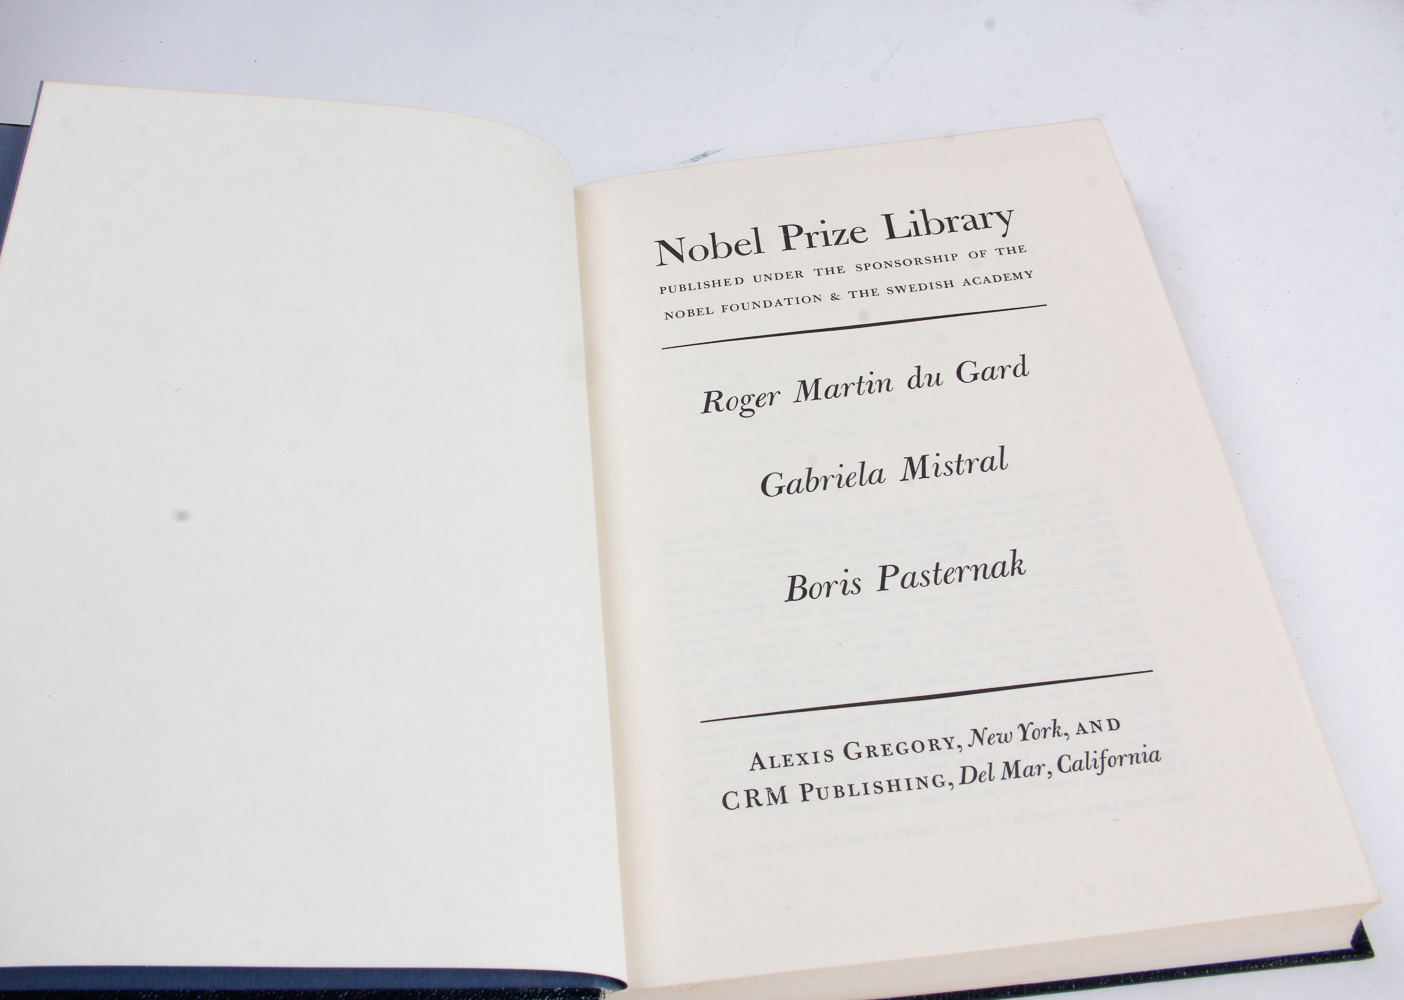 Nobel Prize Library
PUBLISHED UNDER THE SPONSORSHIP OF THE
NOBEL FOUNDATION & THE SWEDISH ACADEMY
Roger Martin du Gard
Gabriela Mistral
Boris Pasternak
ALEXIS GREGORY, New York, AND
CRM PUBLISHING, Del Mar, California